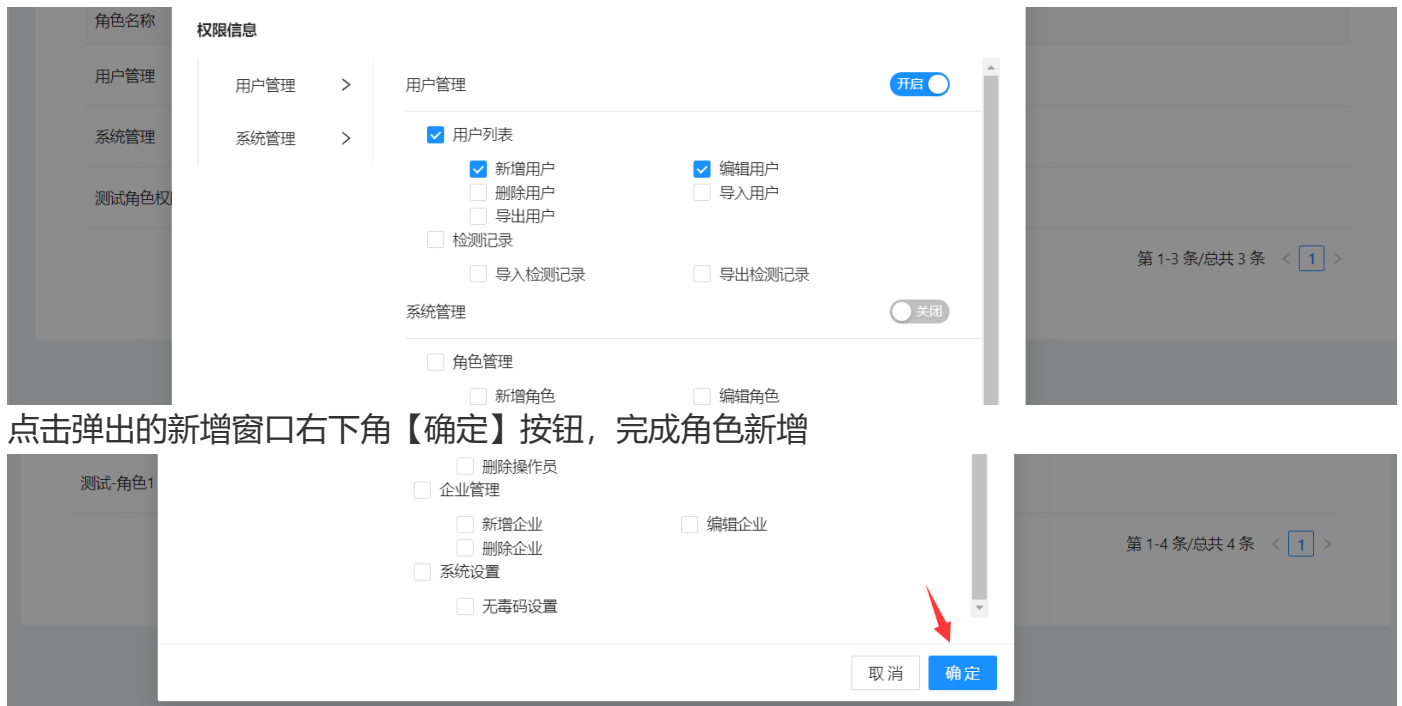 角色名称
权限信息
用户管理
用户管理 >
用户管理
开启
系统管理
系统管理 >
用户列表
新增用户
编辑用户
测试角色权
删除用户
导入用户
导出用户
检测记录
第 1-3 条/总共 3 条 < 1 >
导入检测记录
导出检测记录
系统管理
关闭
角色管理
新增角色
编辑角色
点击弹出的新增窗口右下角【确定】按钮，完成角色新增
删除操作员
测试-角色1
企业管理
新增企业
编辑企业
第 1-4 条/总共 4 条 < 1 >
删除企业
系统设置
无毒码设置
取消
确定